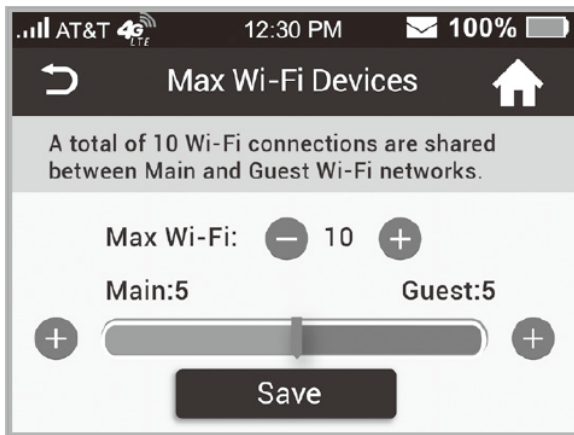 AT&T 4G LTE 12:30 PM 100%
Max Wi-Fi Devices
A total of 10 Wi-Fi connections are shared
between Main and Guest Wi-Fi networks.
Max Wi-Fi: − 10 +
Main:5 Guest:5
+ +
Save